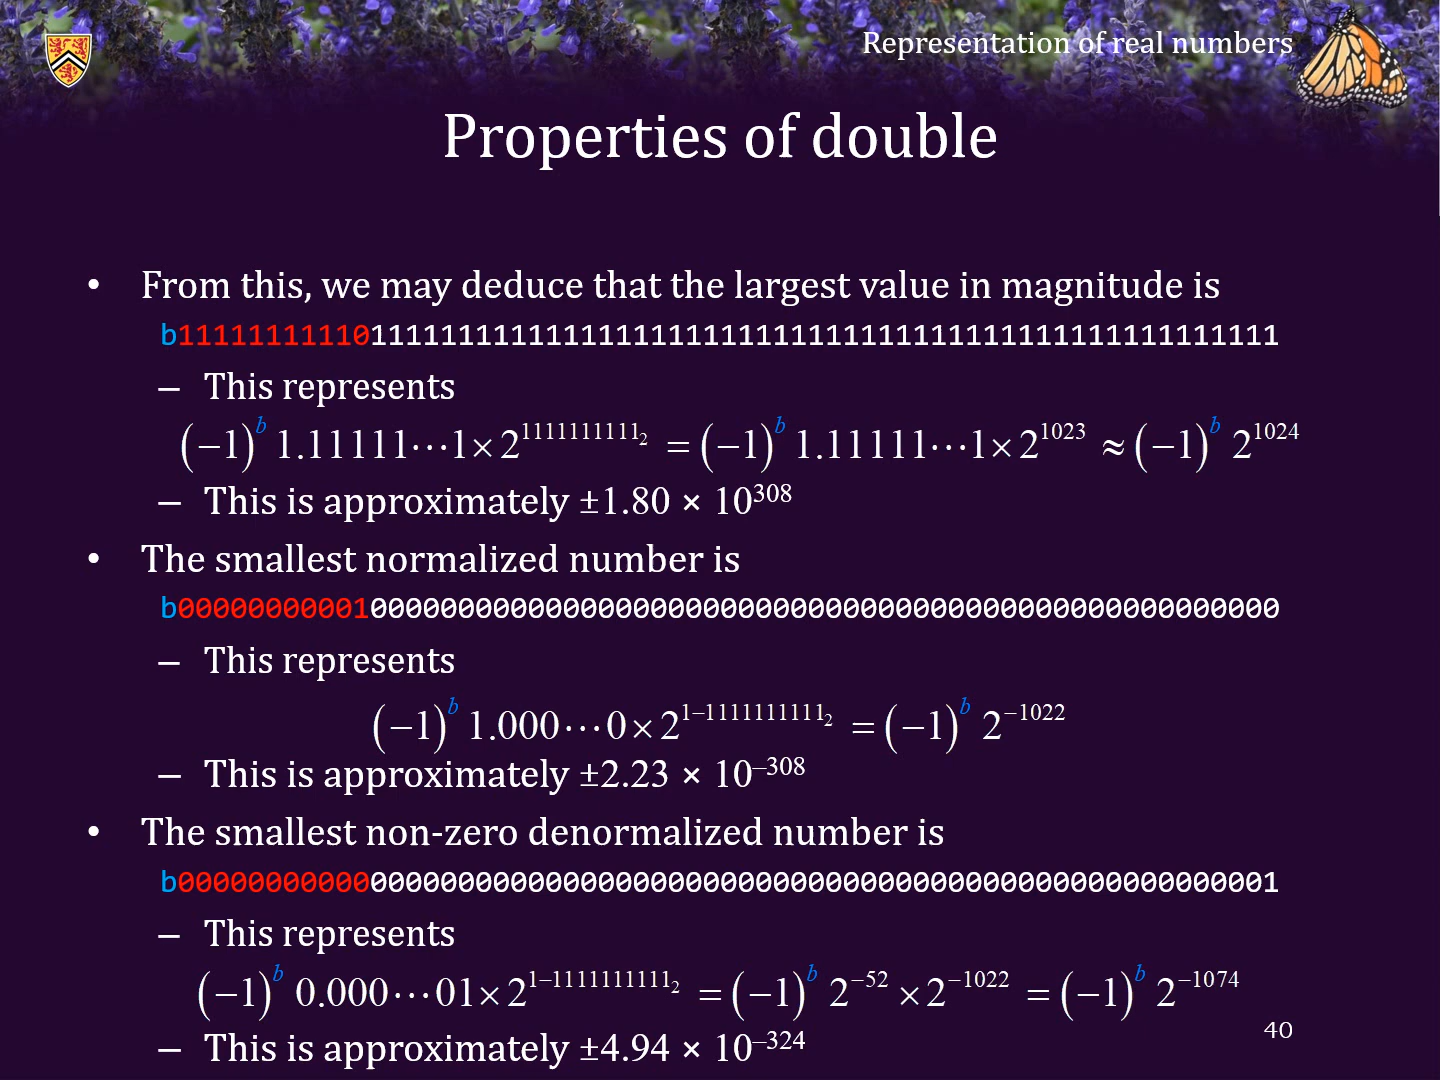 Representation of real numbers
Properties of double
• From this, we may deduce that the largest value in magnitude is
b111111111101111111111111111111111111111111111111111111111111111
– This represents
(−1)ᵇ 1.11111⋯1×2^1111111111₂ = (−1)ᵇ 1.11111⋯1×2^1023 ≈ (−1)ᵇ 2^1024
– This is approximately ±1.80 × 10^308
• The smallest normalized number is
b000000000010000000000000000000000000000000000000000000000000000
– This represents
(−1)ᵇ 1.000⋯0×2^1−1111111111₂ = (−1)ᵇ 2^−1022
– This is approximately ±2.23 × 10^–308
• The smallest non-zero denormalized number is
b000000000000000000000000000000000000000000000000000000000000001
– This represents
(−1)ᵇ 0.000⋯01×2^1−1111111111₂ = (−1)ᵇ 2^−52 ×2^−1022 = (−1)ᵇ 2^−1074
– This is approximately ±4.94 × 10^–324
40